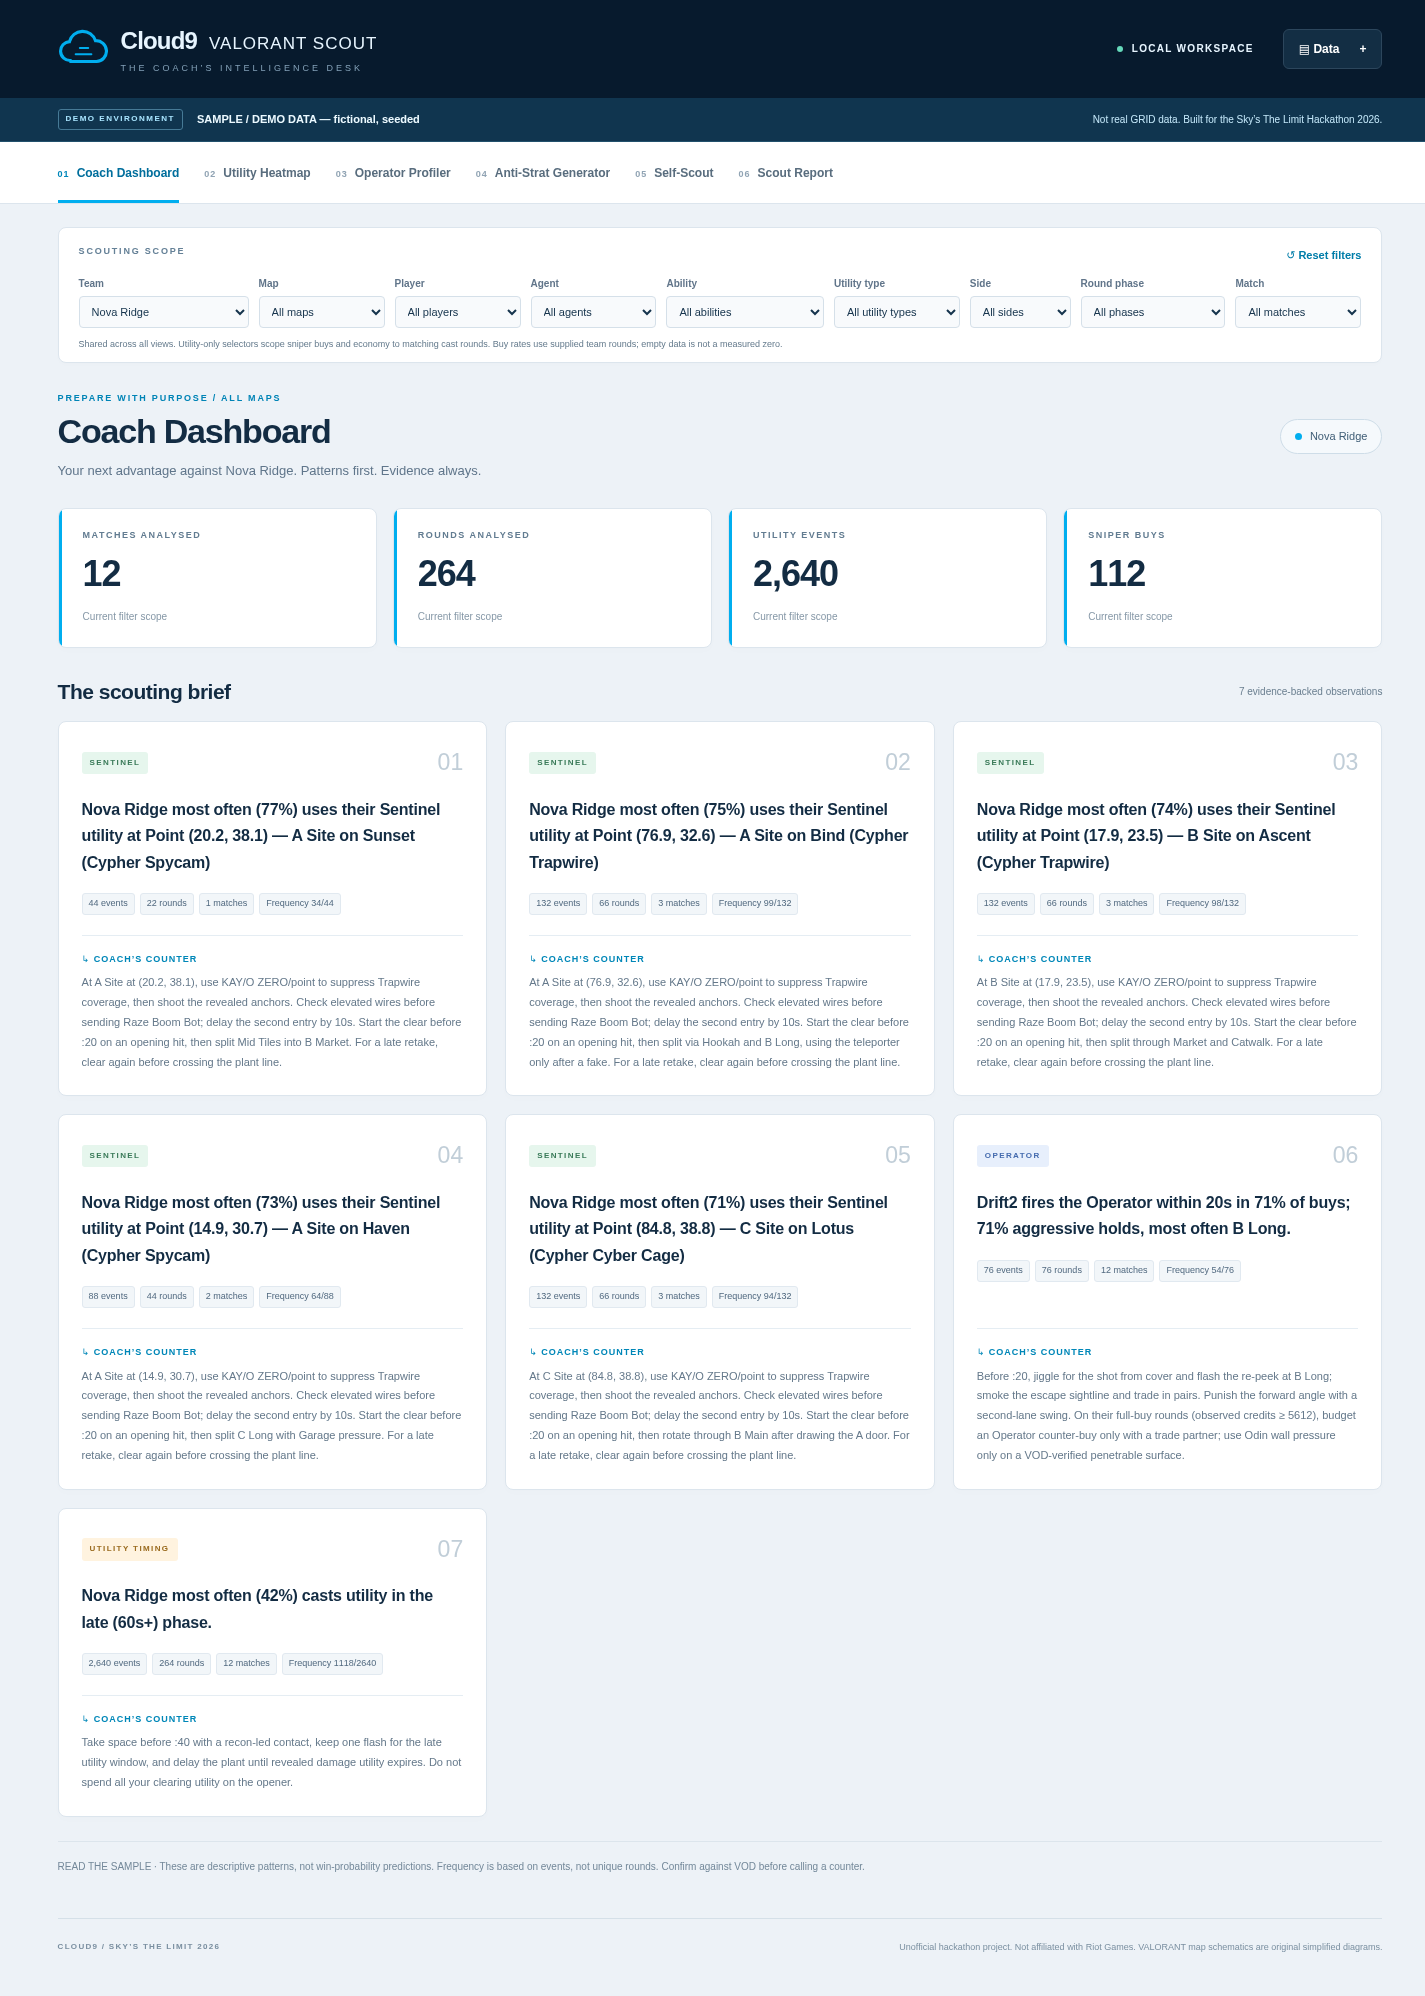 Cloud9 VALORANT SCOUT
THE COACH'S INTELLIGENCE DESK
LOCAL WORKSPACE
Data +
DEMO ENVIRONMENT
SAMPLE / DEMO DATA — fictional, seeded
Not real GRID data. Built for the Sky's The Limit Hackathon 2026.
01 Coach Dashboard
02 Utility Heatmap
03 Operator Profiler
04 Anti-Strat Generator
05 Self-Scout
06 Scout Report
SCOUTING SCOPE
↺ Reset filters
Team
Map
Player
Agent
Ability
Utility type
Side
Round phase
Match
Nova Ridge
All maps
All players
All agents
All abilities
All utility types
All sides
All phases
All matches
Shared across all views. Utility-only selectors scope sniper buys and economy to matching cast rounds. Buy rates use supplied team rounds; empty data is not a measured zero.
PREPARE WITH PURPOSE / ALL MAPS
Coach Dashboard
Nova Ridge
Your next advantage against Nova Ridge. Patterns first. Evidence always.
MATCHES ANALYSED
12
Current filter scope
ROUNDS ANALYSED
264
Current filter scope
UTILITY EVENTS
2,640
Current filter scope
SNIPER BUYS
112
Current filter scope
The scouting brief
7 evidence-backed observations
SENTINEL
01
Nova Ridge most often (77%) uses their Sentinel
utility at Point (20.2, 38.1) — A Site on Sunset
(Cypher Spycam)
44 events
22 rounds
1 matches
Frequency 34/44
↳ COACH'S COUNTER
At A Site at (20.2, 38.1), use KAY/O ZERO/point to suppress Trapwire
coverage, then shoot the revealed anchors. Check elevated wires before
sending Raze Boom Bot; delay the second entry by 10s. Start the clear before
:20 on an opening hit, then split Mid Tiles into B Market. For a late retake,
clear again before crossing the plant line.
SENTINEL
02
Nova Ridge most often (75%) uses their Sentinel
utility at Point (76.9, 32.6) — A Site on Bind (Cypher
Trapwire)
132 events
66 rounds
3 matches
Frequency 99/132
↳ COACH'S COUNTER
At A Site at (76.9, 32.6), use KAY/O ZERO/point to suppress Trapwire
coverage, then shoot the revealed anchors. Check elevated wires before
sending Raze Boom Bot; delay the second entry by 10s. Start the clear before
:20 on an opening hit, then split via Hookah and B Long, using the teleporter
only after a fake. For a late retake, clear again before crossing the plant line.
SENTINEL
03
Nova Ridge most often (74%) uses their Sentinel
utility at Point (17.9, 23.5) — B Site on Ascent
(Cypher Trapwire)
132 events
66 rounds
3 matches
Frequency 98/132
↳ COACH'S COUNTER
At B Site at (17.9, 23.5), use KAY/O ZERO/point to suppress Trapwire
coverage, then shoot the revealed anchors. Check elevated wires before
sending Raze Boom Bot; delay the second entry by 10s. Start the clear before
:20 on an opening hit, then split through Market and Catwalk. For a late
retake, clear again before crossing the plant line.
SENTINEL
04
Nova Ridge most often (73%) uses their Sentinel
utility at Point (14.9, 30.7) — A Site on Haven
(Cypher Spycam)
88 events
44 rounds
2 matches
Frequency 64/88
↳ COACH'S COUNTER
At A Site at (14.9, 30.7), use KAY/O ZERO/point to suppress Trapwire
coverage, then shoot the revealed anchors. Check elevated wires before
sending Raze Boom Bot; delay the second entry by 10s. Start the clear before
:20 on an opening hit, then split C Long with Garage pressure. For a late
retake, clear again before crossing the plant line.
SENTINEL
05
Nova Ridge most often (71%) uses their Sentinel
utility at Point (84.8, 38.8) — C Site on Lotus
(Cypher Cyber Cage)
132 events
66 rounds
3 matches
Frequency 94/132
↳ COACH'S COUNTER
At C Site at (84.8, 38.8), use KAY/O ZERO/point to suppress Trapwire
coverage, then shoot the revealed anchors. Check elevated wires before
sending Raze Boom Bot; delay the second entry by 10s. Start the clear before
:20 on an opening hit, then rotate through B Main after drawing the A door. For
a late retake, clear again before crossing the plant line.
OPERATOR
06
Drift2 fires the Operator within 20s in 71% of buys;
71% aggressive holds, most often B Long.
76 events
76 rounds
12 matches
Frequency 54/76
↳ COACH'S COUNTER
Before :20, jiggle for the shot from cover and flash the re-peek at B Long;
smoke the escape sightline and trade in pairs. Punish the forward angle with a
second-lane swing. On their full-buy rounds (observed credits ≥ 5612), budget
an Operator counter-buy only with a trade partner; use Odin wall pressure
only on a VOD-verified penetrable surface.
UTILITY TIMING
07
Nova Ridge most often (42%) casts utility in the
late (60s+) phase.
2,640 events
264 rounds
12 matches
Frequency 1118/2640
↳ COACH'S COUNTER
Take space before :40 with a recon-led contact, keep one flash for the late
utility window, and delay the plant until revealed damage utility expires. Do not
spend all your clearing utility on the opener.
READ THE SAMPLE · These are descriptive patterns, not win-probability predictions. Frequency is based on events, not unique rounds. Confirm against VOD before calling a counter.
CLOUD9 / SKY'S THE LIMIT 2026
Unofficial hackathon project. Not affiliated with Riot Games. VALORANT map schematics are original simplified diagrams.